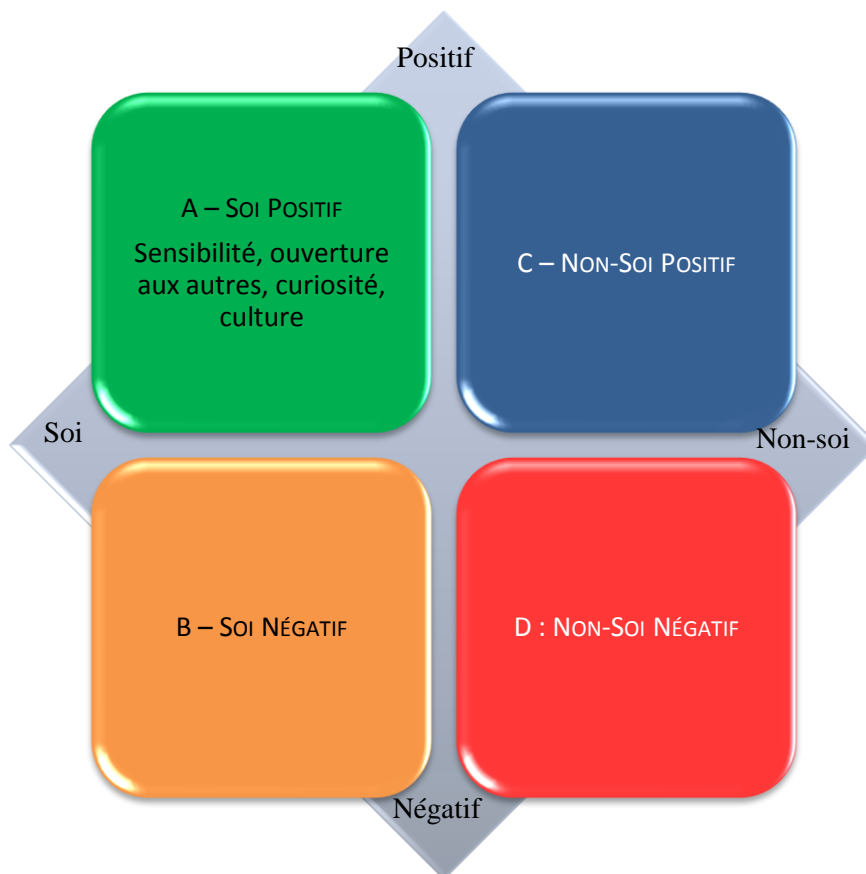 Positif
A – SOI POSITIF
Sensibilité, ouverture
aux autres, curiosité,
culture
C – NON-SOI POSITIF
Soi
Non-soi
B – SOI NÉGATIF
D : NON-SOI NÉGATIF
Négatif